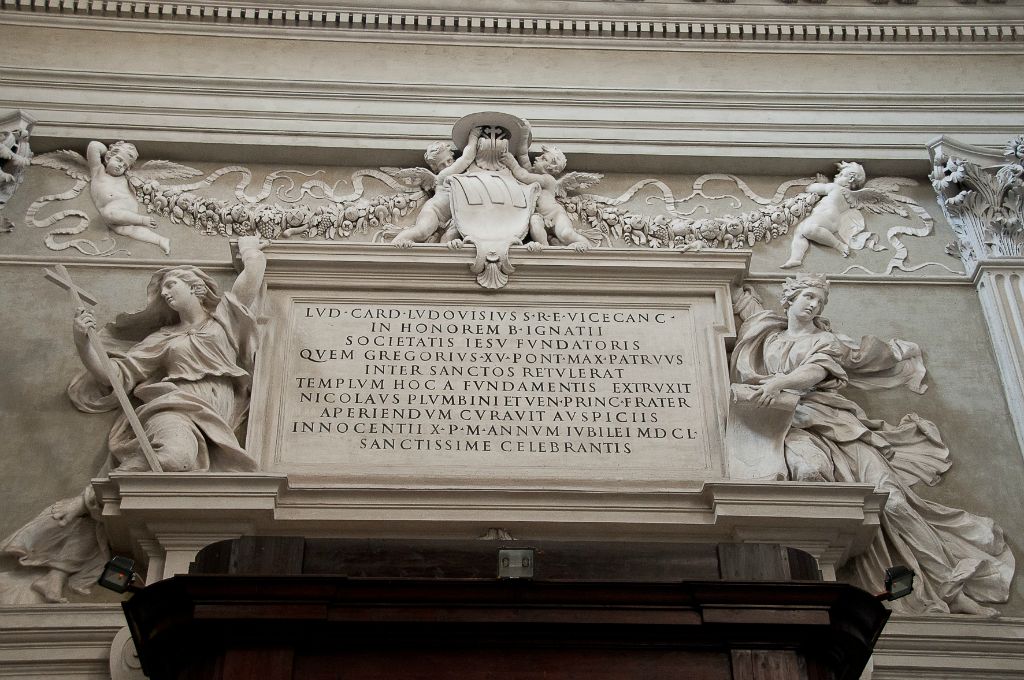 LVD · CARD · LVDOVISIVS S · R · E · VICECAN C ·
IN HONOREM B · IGNATII
SOCIETATIS IESV FVNDATORIS
QVEM GREGORIVS · XV · PONT · MAX · PATRVVS
INTER SANCTOS RETVLERAT
TEMPLVM HOC A FVNDAMENTIS EXTRVXIT
NICOLAVS PLVMBINI ET VEN · PRINC · FRATER
APERIENDVM CVRAVIT AVSPICIIS
INNOCENTII X · P · M · ANNVM IVBILEI MDCL ·
SANCTISSIME CELEBRANTIS